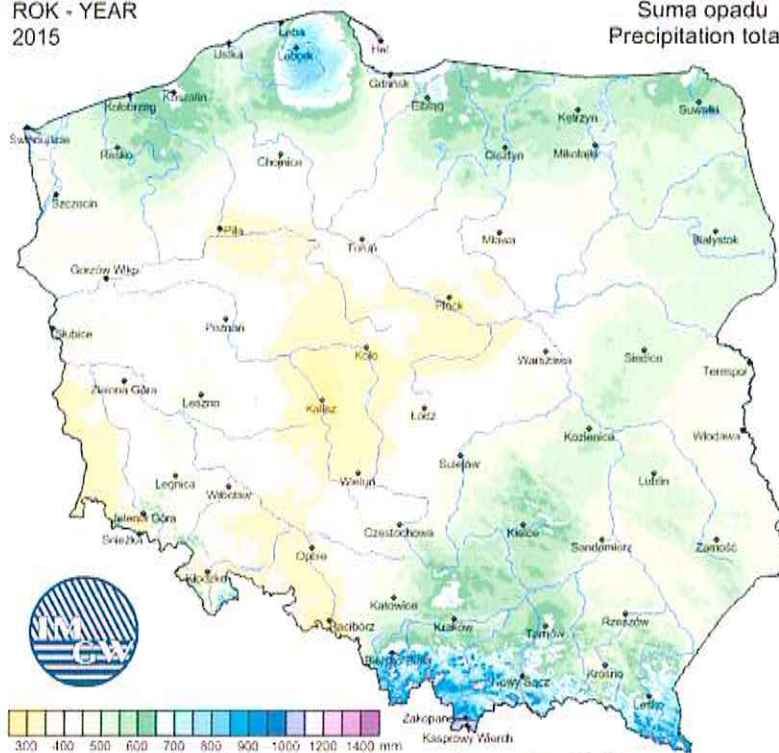 ROK - YEAR
2015
Suma opadu
Precipitation tota
Łeba
Hel
Ustka
Lębork
Gdańsk
Koszalin
Kołobrzeg
Elbląg
Suwałki
Kętrzyn
Świnoujście
Resko
Chojnice
Olsztyn
Mikołajki
Szczecin
Piła
Toruń
Mława
Białystok
Gorzów Wlkp
Płock
Słubice
Poznań
Koło
Warszawa
Siedlce
Terespol
Zielona Góra
Leszno
Kalisz
Łódź
Kozienice
Włodawa
Sulejów
Legnica
Wrocław
Wieluń
Lublin
Jelenia Góra
Śnieżka
Częstochowa
Kielce
Sandomierz
Zamość
Opole
Kłodzko
Katowice
Racibórz
Kraków
Tarnów
Rzeszów
IM
GW
Bielsko-Biała
Nowy Sącz
Krosno
Lesko
Zakopane
Kasprowy Wierch
300 400 500 600 700 800 900 1000 1200 1400 mm